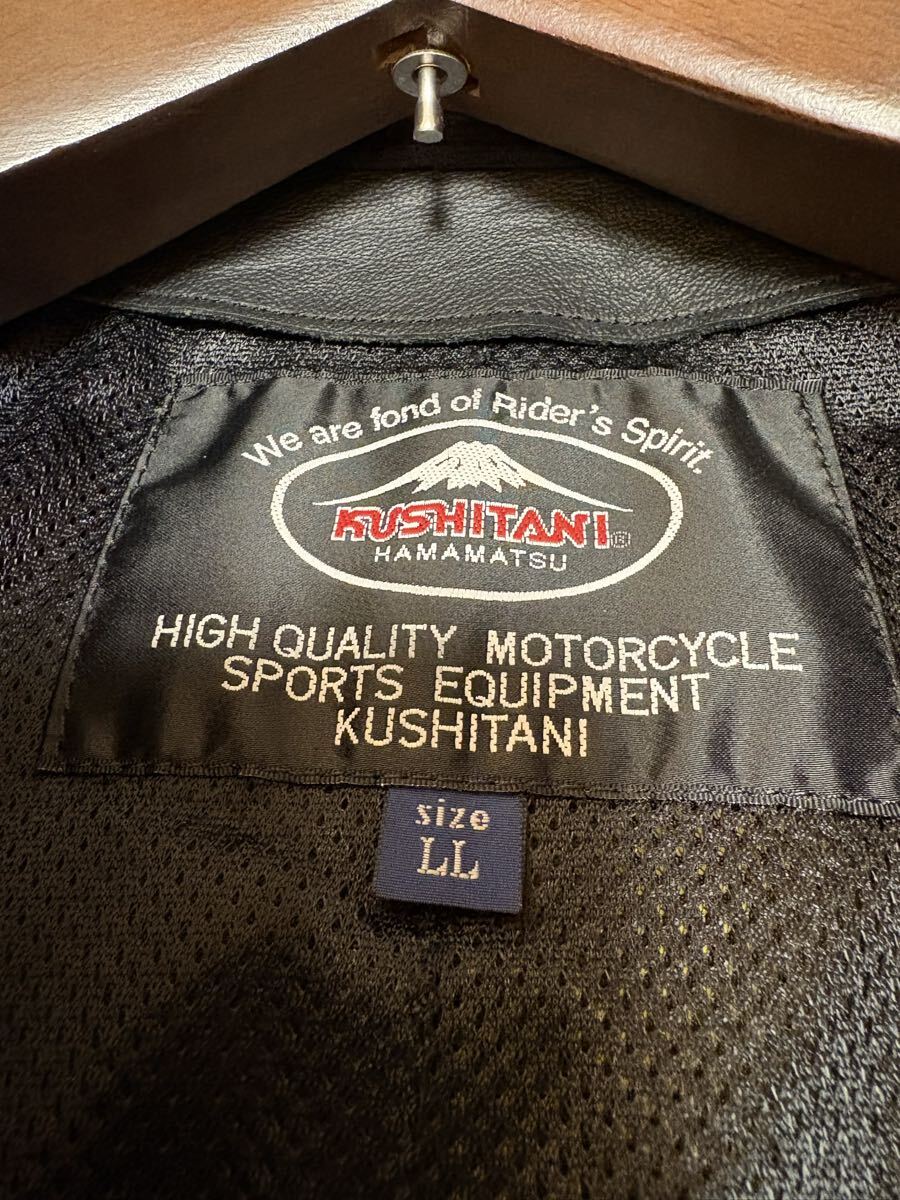 We are fond of Rider's Spirit.
KUSHITANI®
HAMAMATSU
HIGH QUALITY MOTORCYCLE
SPORTS EQUIPMENT
KUSHITANI
size
LL